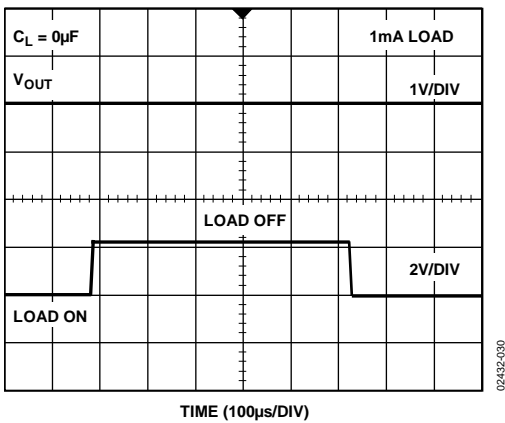 C_L = 0µF
1mA LOAD
V_OUT
1V/DIV
LOAD OFF
2V/DIV
LOAD ON
02432-030
TIME (100µs/DIV)